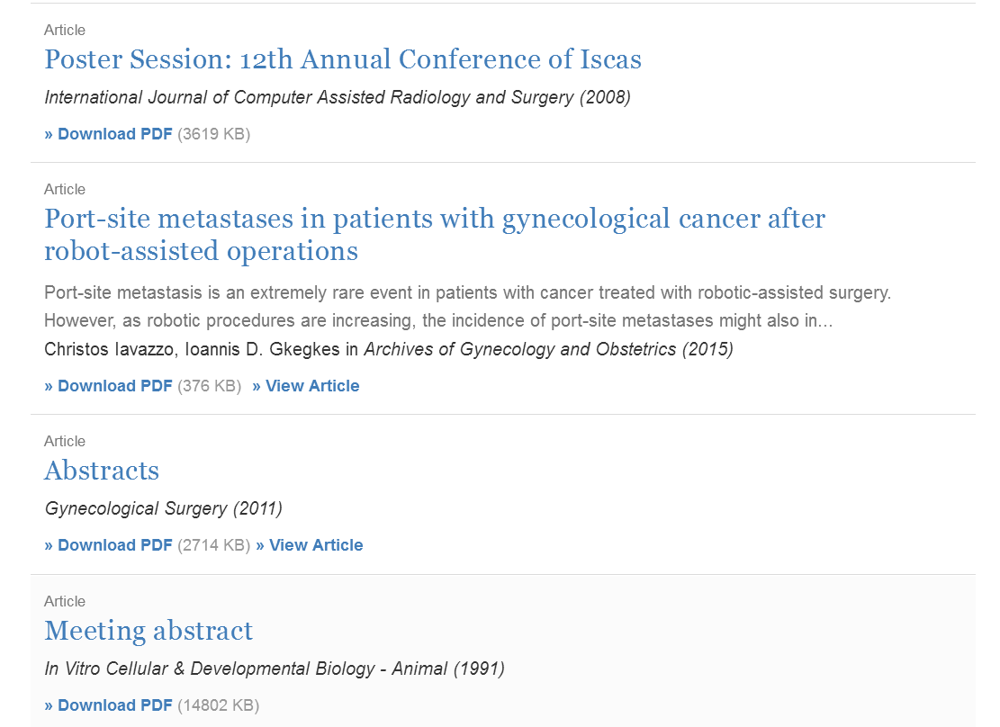 Article
Poster Session: 12th Annual Conference of Iscas
International Journal of Computer Assisted Radiology and Surgery (2008)
» Download PDF (3619 KB)
Article
Port-site metastases in patients with gynecological cancer after
robot-assisted operations
Port-site metastasis is an extremely rare event in patients with cancer treated with robotic-assisted surgery.
However, as robotic procedures are increasing, the incidence of port-site metastases might also in...
Christos Iavazzo, Ioannis D. Gkegkes in Archives of Gynecology and Obstetrics (2015)
» Download PDF (376 KB) » View Article
Article
Abstracts
Gynecological Surgery (2011)
» Download PDF (2714 KB) » View Article
Article
Meeting abstract
In Vitro Cellular & Developmental Biology - Animal (1991)
» Download PDF (14802 KB)